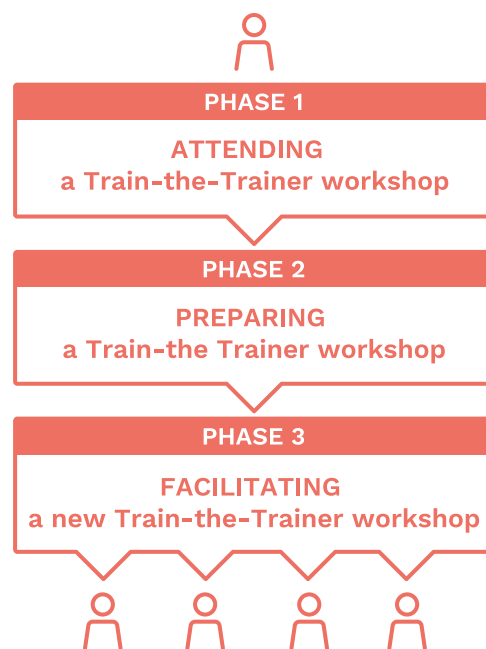 PHASE 1
ATTENDING
a Train-the-Trainer workshop
PHASE 2
PREPARING
a Train-the Trainer workshop
PHASE 3
FACILITATING
a new Train-the-Trainer workshop